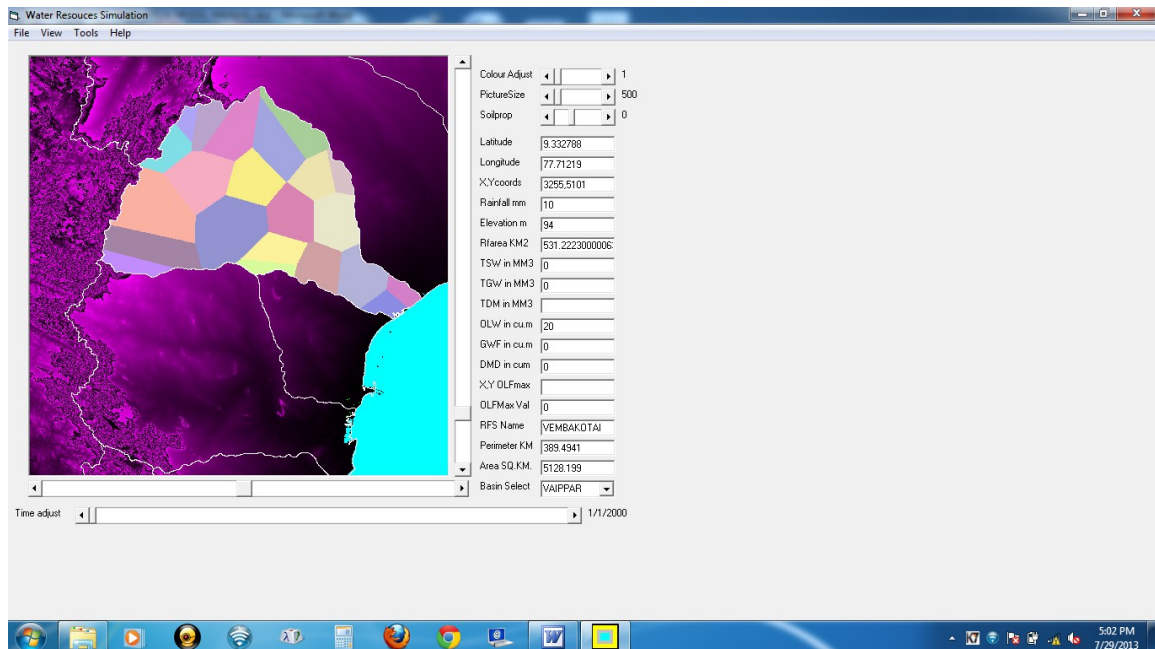 Water Resouces Simulation
File View Tools Help
Colour Adjust 1
PictureSize 500
Soilprop 0
Latitude 9.332788
Longitude 77.71219
X,Ycoords 3255,5101
Rainfall mm 10
Elevation m 94
Rfarea KM2 531.2223000006
TSW in MM3 0
TGW in MM3 0
TDM in MM3
OLW in cu.m 20
GWF in cu.m 0
DMD in cum 0
X,Y OLFmax
OLFMax Val 0
RFS Name VEMBAKOTAI
Perimeter KM 389.4941
Area SQ.KM. 5128.199
Basin Select VAIPPAR
Time adjust 1/1/2000
5:02 PM
7/29/2013